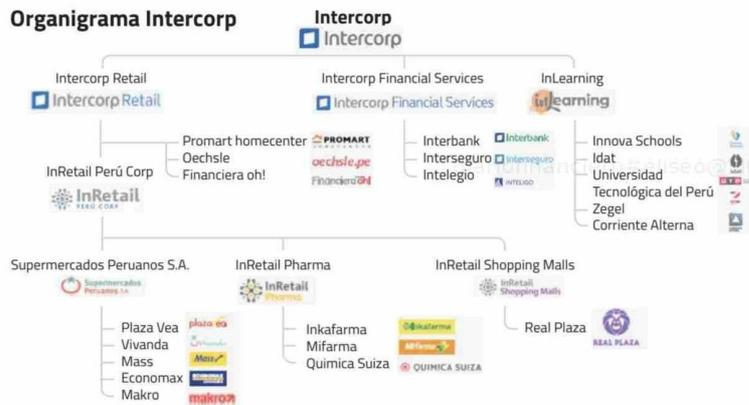 Organigrama Intercorp
Intercorp
Intercorp
Intercorp Retail
Intercorp Retail
Intercorp Financial Services
Intercorp Financial Services
InLearning
inlearning
Promart homecenter
PROMART
Oechsle
oechsle.pe
Financiera oh!
Financiera oh!
Interbank
Interbank
Interseguro
Interseguro
Intelegio
INTELIGO
Innova Schools
Idat
Universidad
Tecnológica del Perú
Zegel
Corriente Alterna
InRetail Perú Corp
InRetail
PERÚ CORP
Supermercados Peruanos S.A.
Supermercados
Peruanos S.A.
InRetail Pharma
InRetail
Pharma
InRetail Shopping Malls
InRetail
Shopping Malls
Plaza Vea
plaza vea
Vivanda
Vivanda
Mass
Mass
Economax
ECONOMAX
Makro
makro
Inkafarma
Inkafarma
Mifarma
Mifarma
Quimica Suiza
QUIMICA SUIZA
Real Plaza
REAL PLAZA